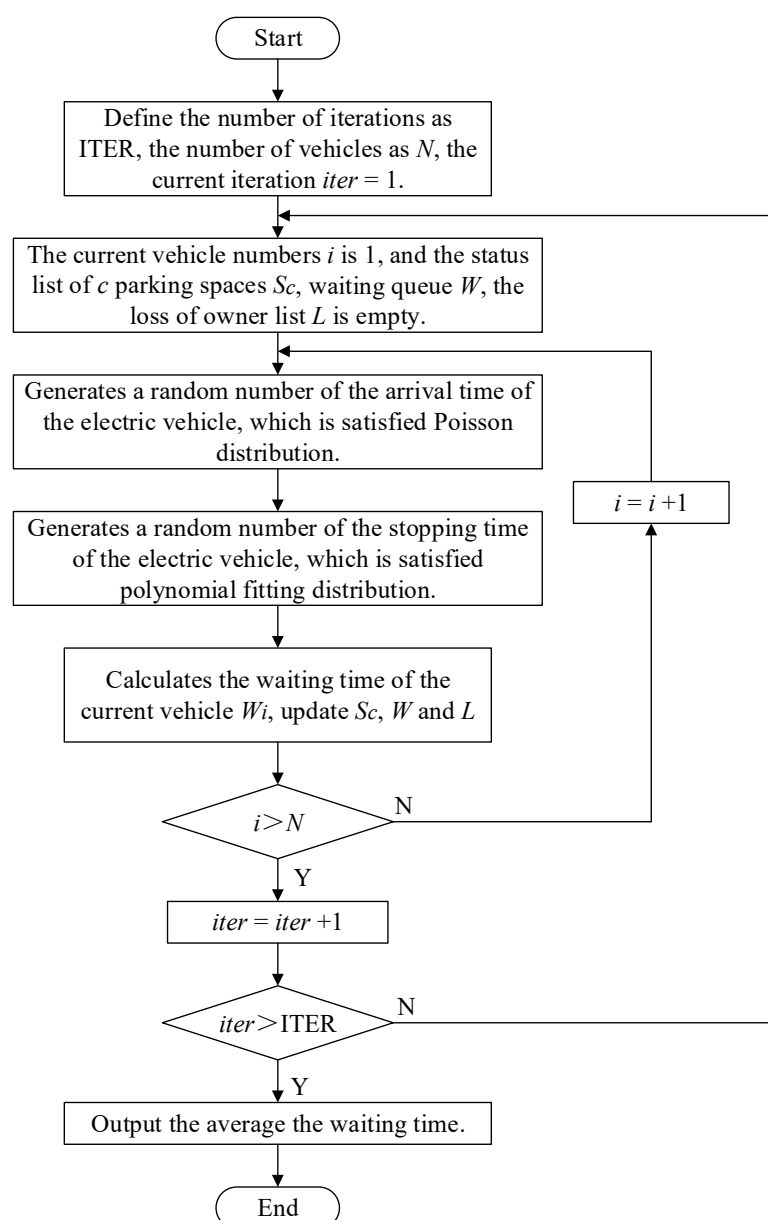 Start
Define the number of iterations as
ITER, the number of vehicles as N, the
current iteration iter = 1.
The current vehicle numbers i is 1, and the status
list of c parking spaces Sc, waiting queue W, the
loss of owner list L is empty.
Generates a random number of the arrival time of
the electric vehicle, which is satisfied Poisson
distribution.
i = i +1
Generates a random number of the stopping time
of the electric vehicle, which is satisfied
polynomial fitting distribution.
Calculates the waiting time of the
current vehicle Wi, update Sc, W and L
i>N
N
Y
iter = iter +1
iter>ITER
N
Y
Output the average the waiting time.
End